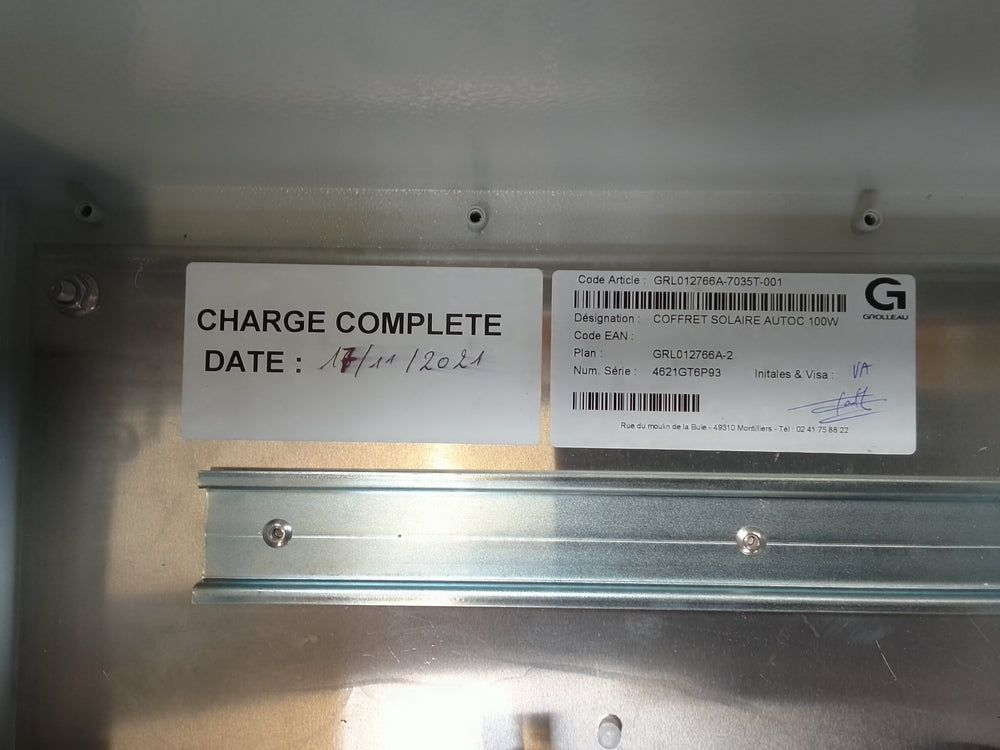 CHARGE COMPLETE
DATE : 17/11/2021
Code Article : GRL012766A-7035T-001
Désignation : COFFRET SOLAIRE AUTOC 100W
Code EAN :
Plan : GRL012766A-2
Num. Série : 4621GT6P93 Initales & Visa : VA
Rue du moulin de la Buie - 49310 Montilliers - Tél : 02 41 75 88 22
G
GROLLEAU